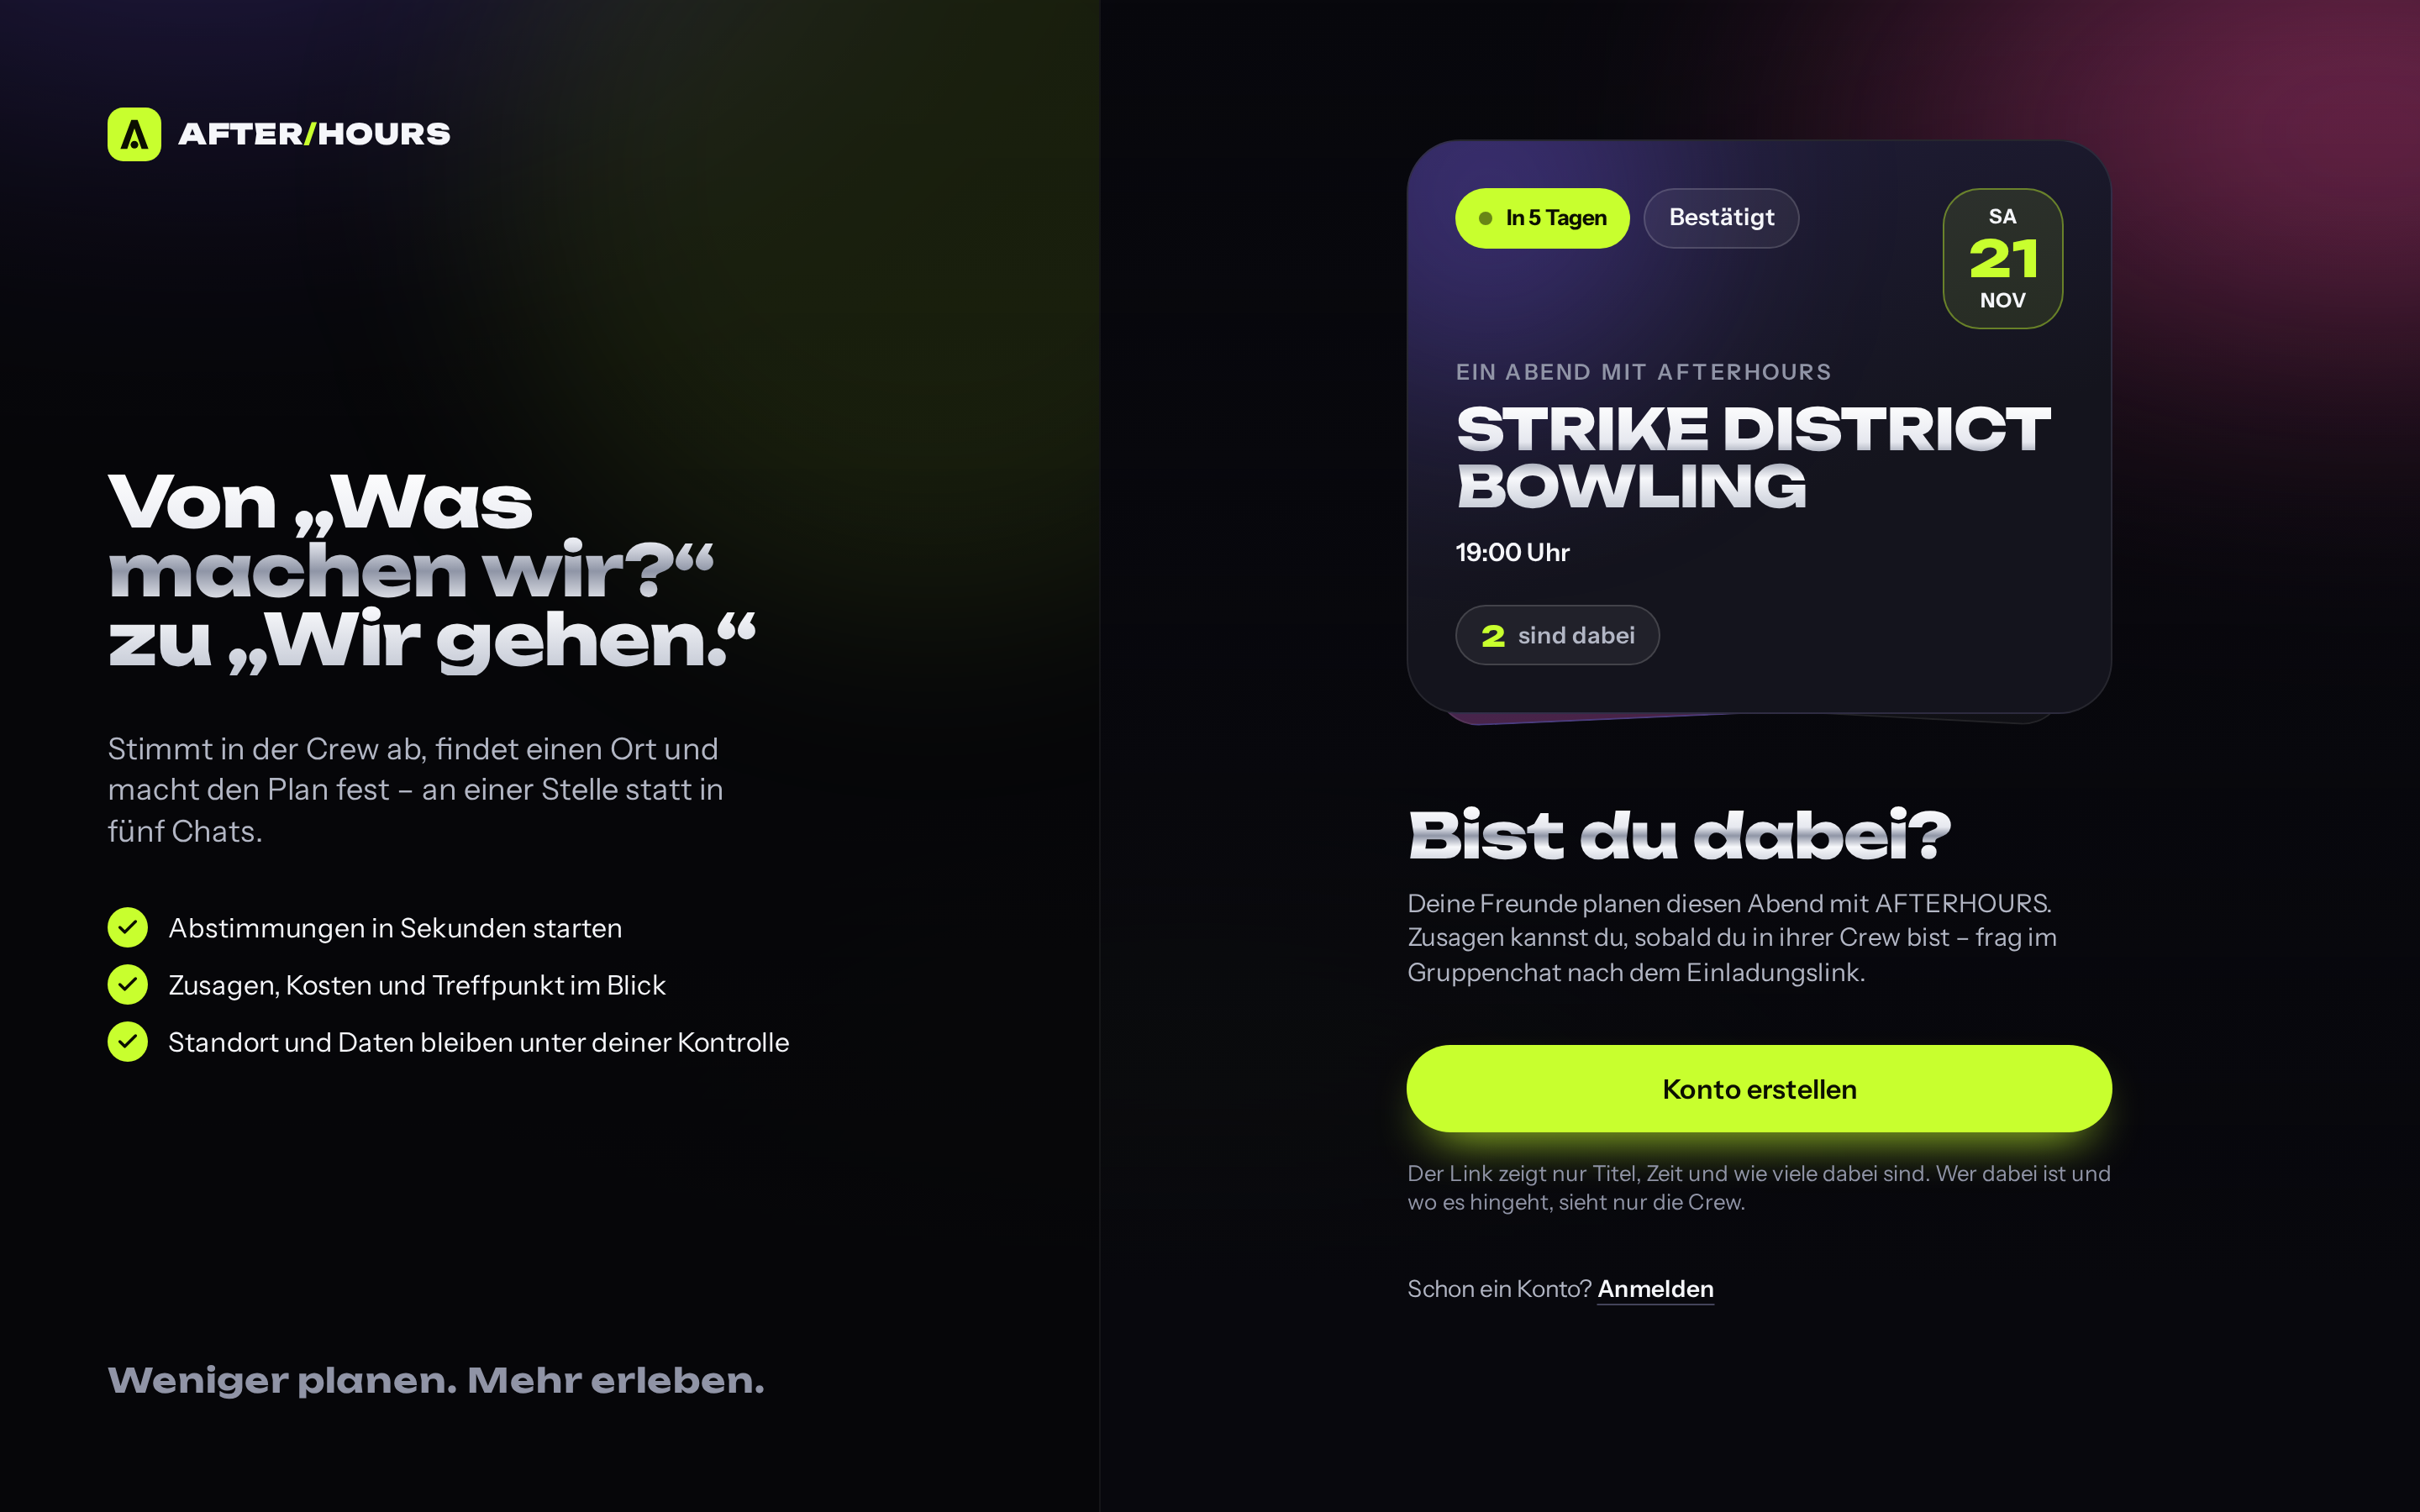 AFTER/HOURS
Von „Was
machen wir?“
zu „Wir gehen.“
Stimmt in der Crew ab, findet einen Ort und
macht den Plan fest – an einer Stelle statt in
fünf Chats.
Abstimmungen in Sekunden starten
Zusagen, Kosten und Treffpunkt im Blick
Standort und Daten bleiben unter deiner Kontrolle
Weniger planen. Mehr erleben.
In 5 Tagen
Bestätigt
SA
21
NOV
EIN ABEND MIT AFTERHOURS
STRIKE DISTRICT
BOWLING
19:00 Uhr
2 sind dabei
Bist du dabei?
Deine Freunde planen diesen Abend mit AFTERHOURS.
Zusagen kannst du, sobald du in ihrer Crew bist – frag im
Gruppenchat nach dem Einladungslink.
Konto erstellen
Der Link zeigt nur Titel, Zeit und wie viele dabei sind. Wer dabei ist und
wo es hingeht, sieht nur die Crew.
Schon ein Konto? Anmelden